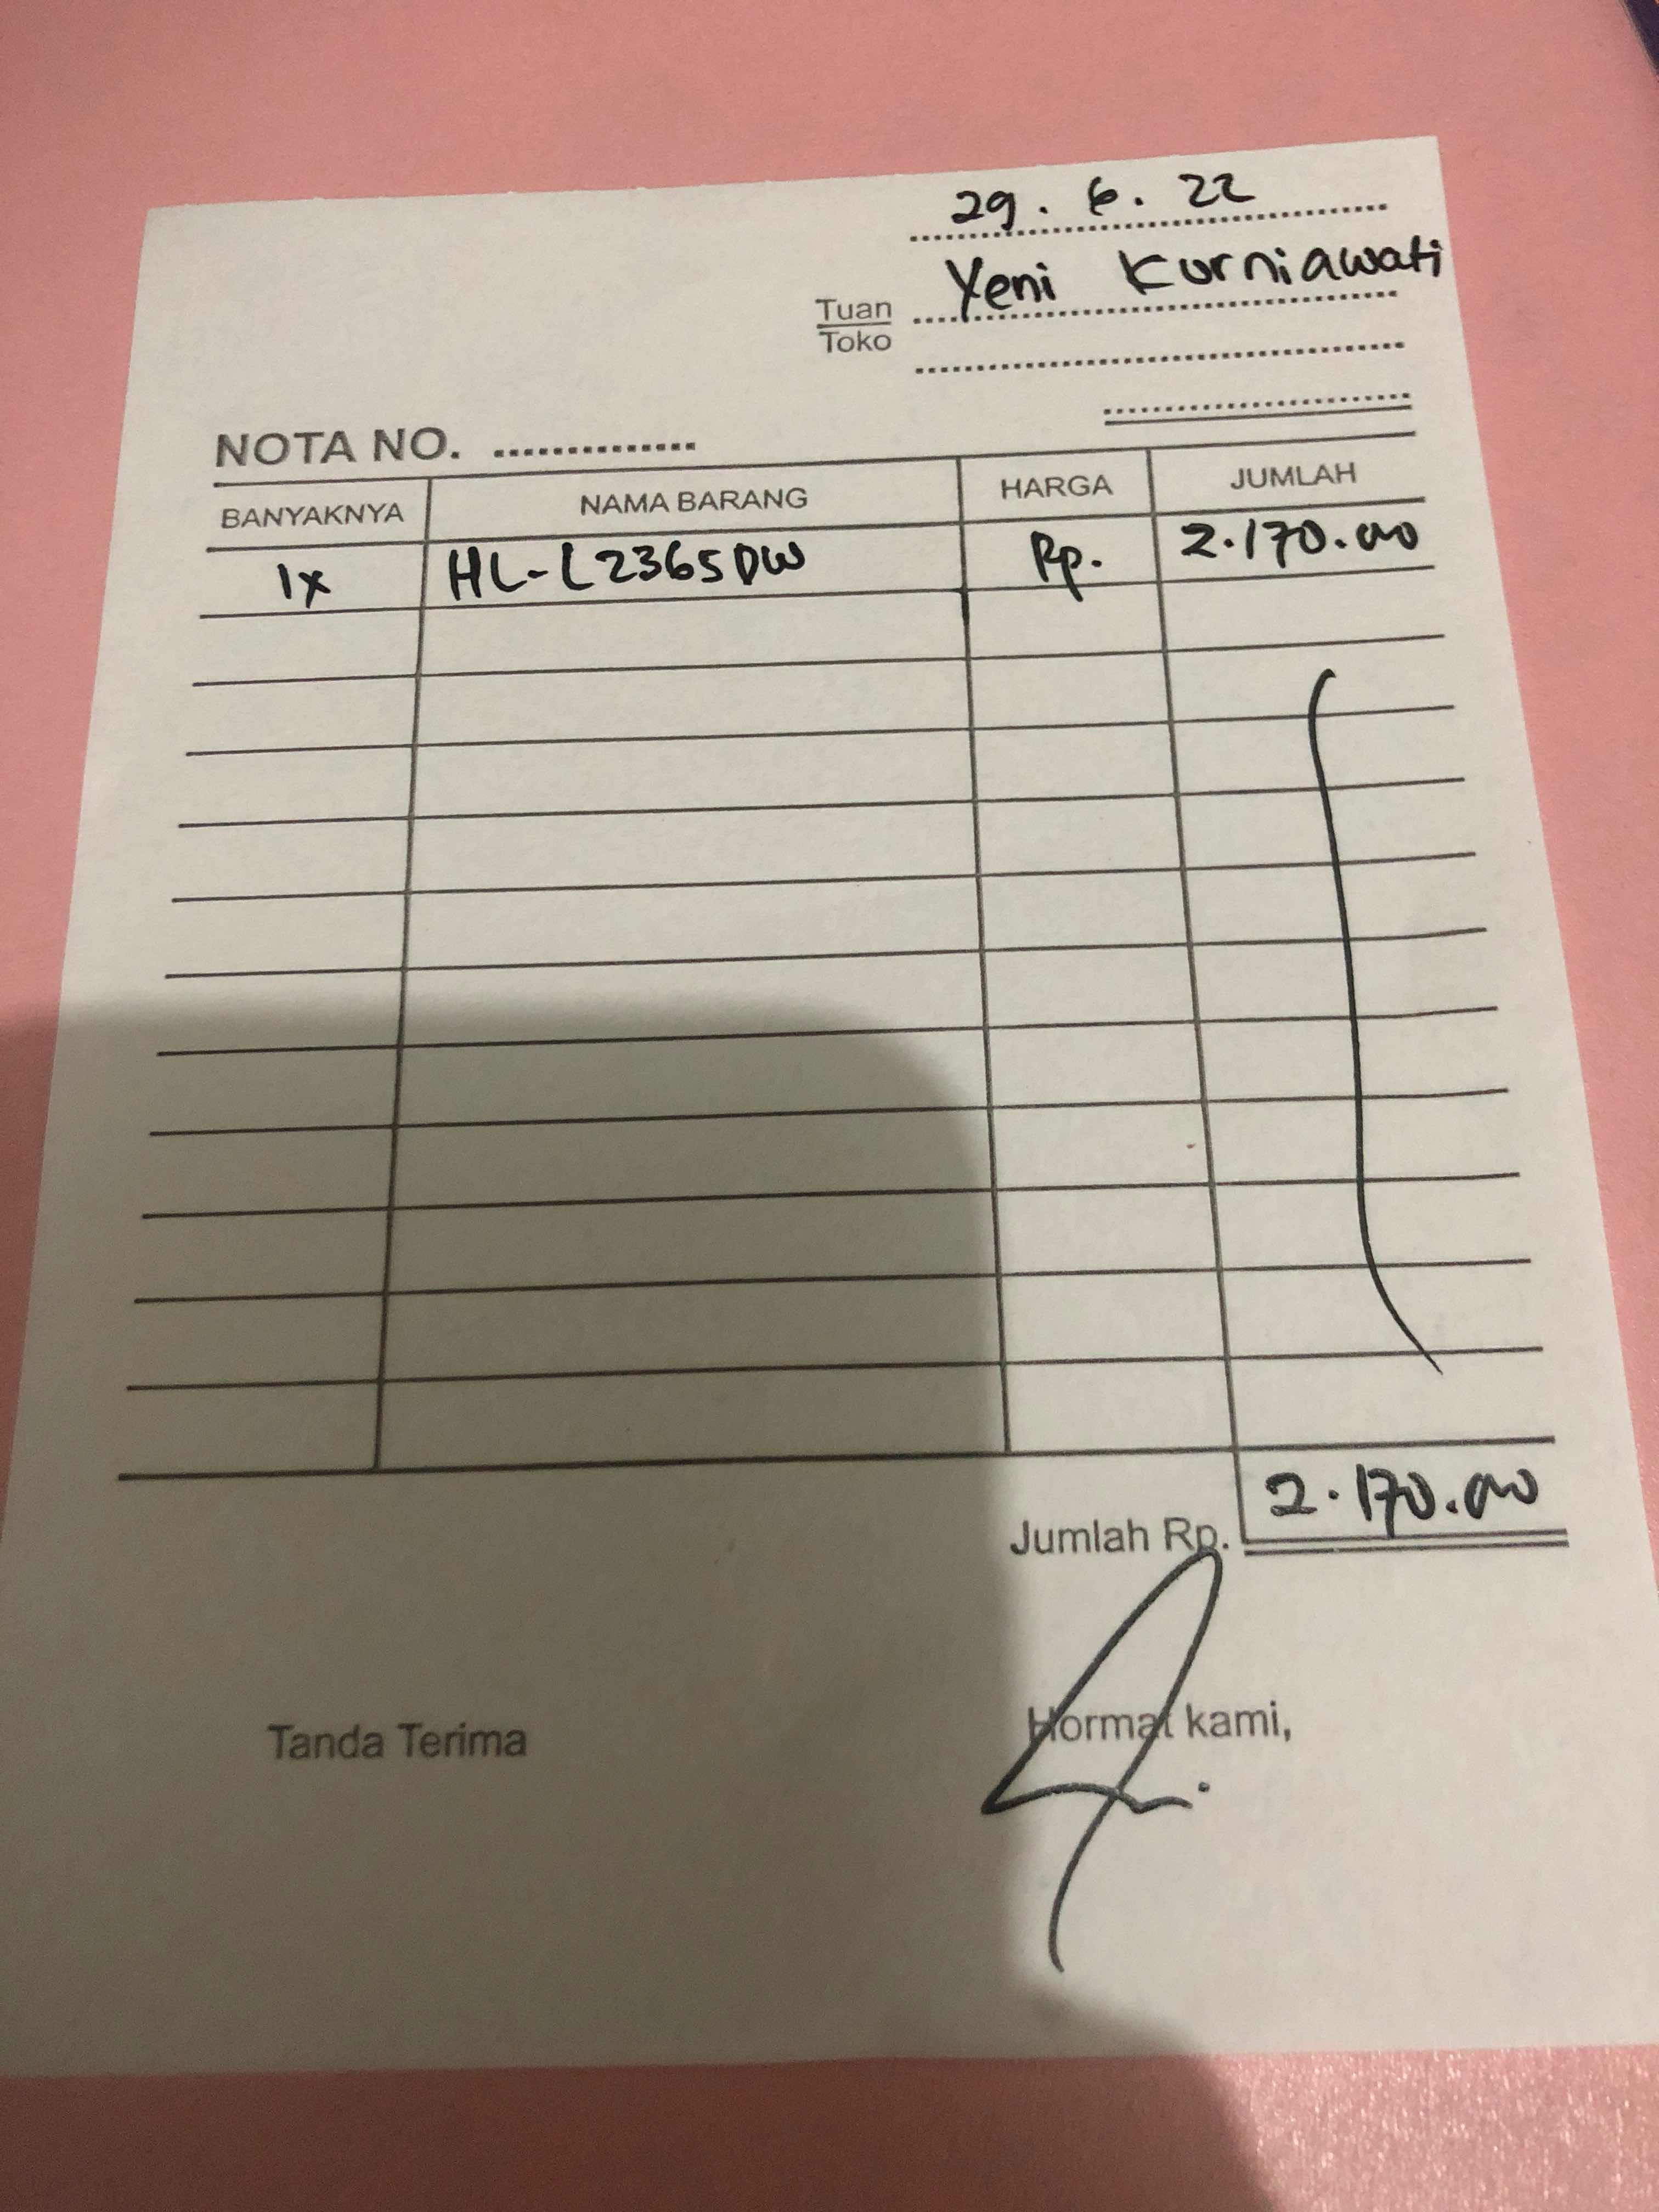 29. 6. 22
Tuan Yeni Kurniawati
Toko
NOTA NO. ..............
BANYAKNYA NAMA BARANG HARGA JUMLAH
1x HL-L2365DW Rp. 2.170.000
Jumlah Rp. 2.170.000
Tanda Terima Hormat kami,